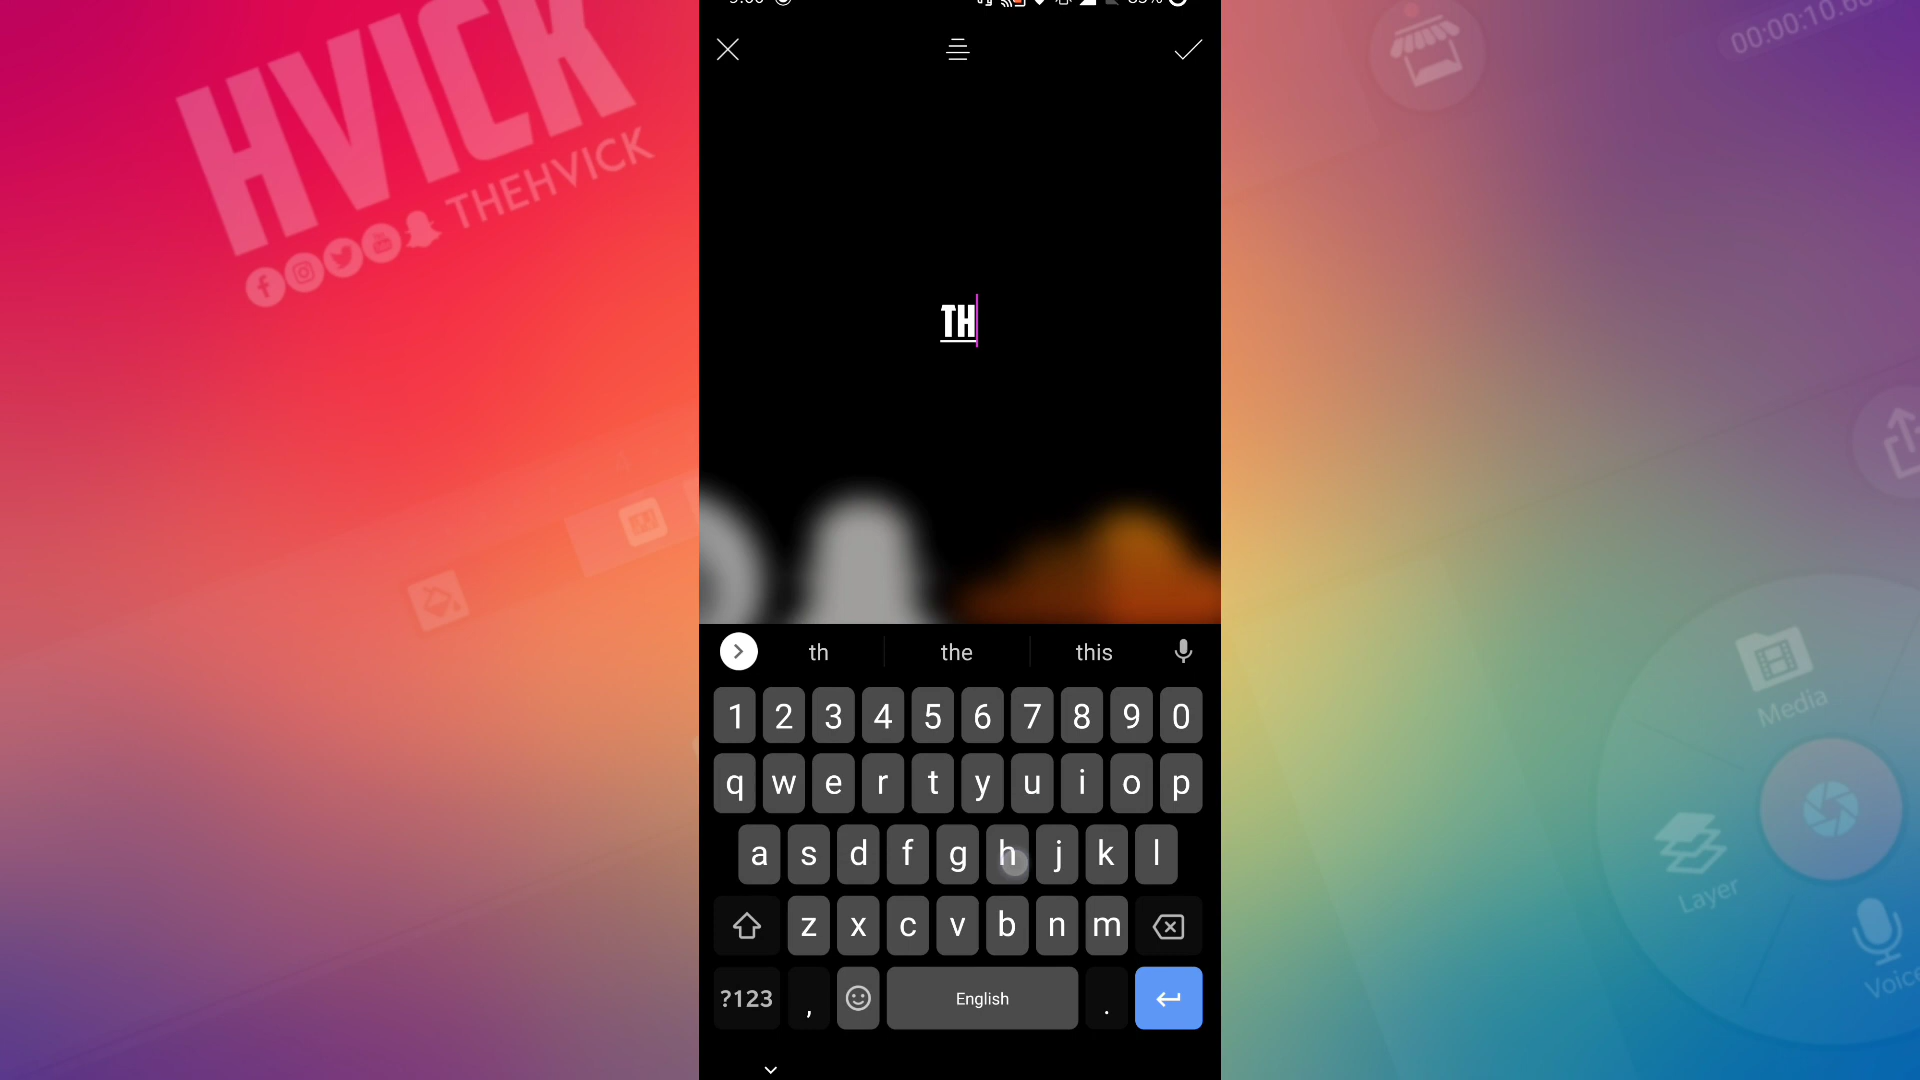 HVICK
THEHVICK
00:00:10.6
TH
th the this
1 2 3 4 5 6 7 8 9 0
q w e r t y u i o p
a s d f g h j k l
z x c v b n m
?123 , English .
Media
Layer